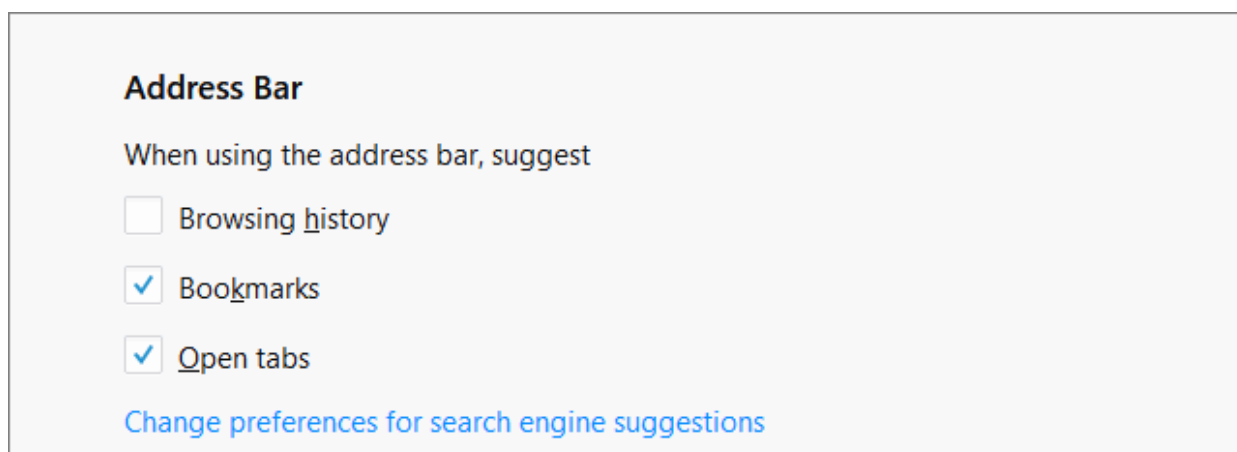 Address Bar
When using the address bar, suggest
Browsing history
Bookmarks
Open tabs
Change preferences for search engine suggestions